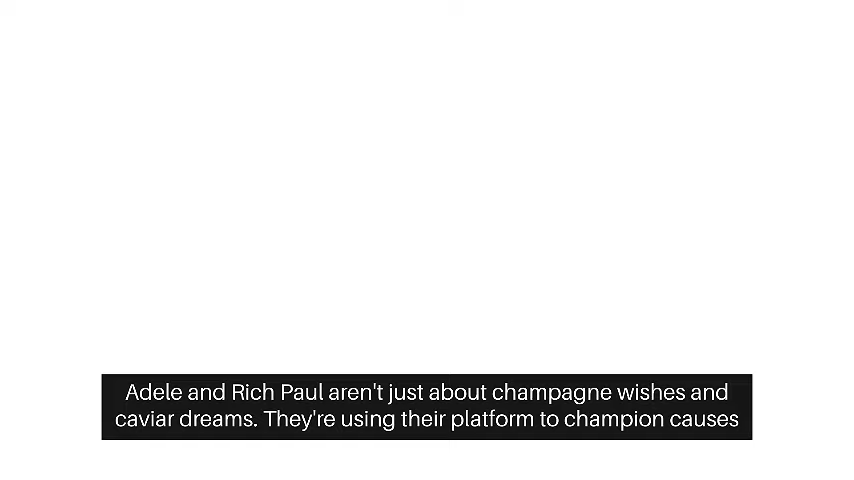 Adele and Rich Paul aren't just about champagne wishes and
caviar dreams. They're using their platform to champion causes